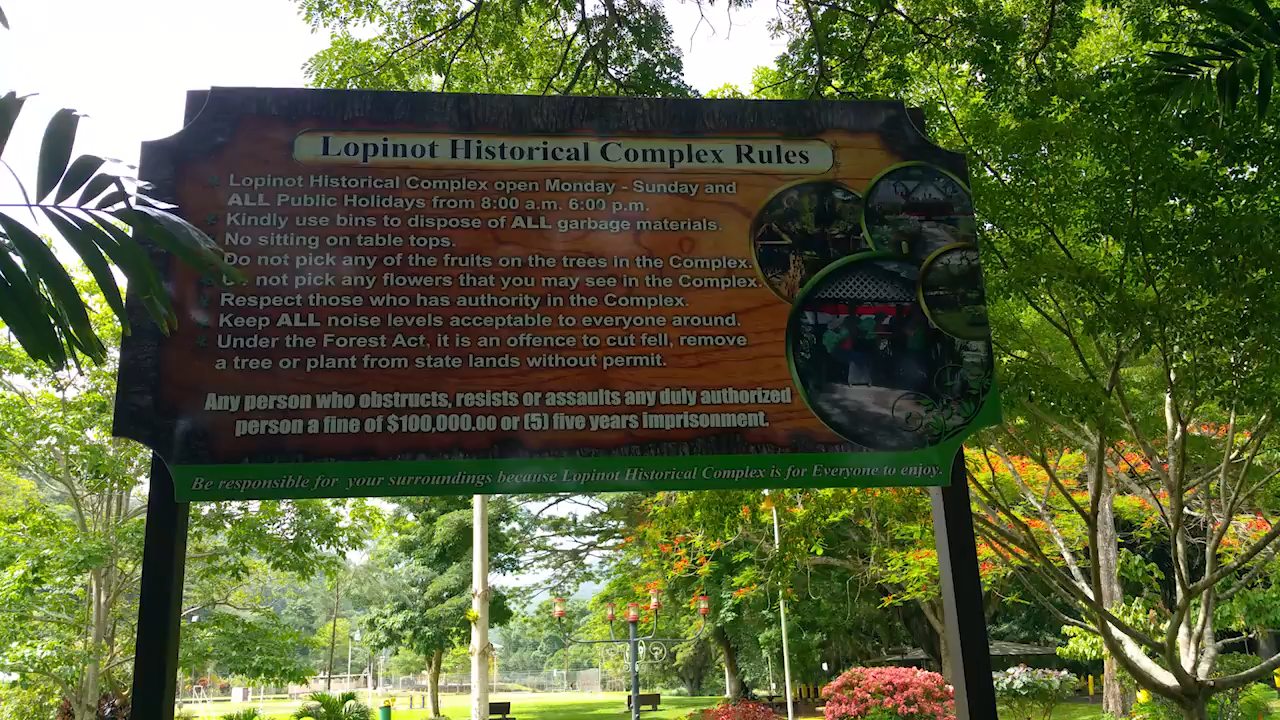 Lopinot Historical Complex Rules
Lopinot Historical Complex open Monday - Sunday and
ALL Public Holidays from 8:00 a.m. 6:00 p.m.
Kindly use bins to dispose of ALL garbage materials.
No sitting on table tops.
Do not pick any of the fruits on the trees in the Complex.
not pick any flowers that you may see in the Complex.
Respect those who has authority in the Complex.
Keep ALL noise levels acceptable to everyone around.
Under the Forest Act, it is an offence to cut fell, remove
a tree or plant from state lands without permit.
Any person who obstructs, resists or assaults any duly authorized
person a fine of $100,000.00 or (5) five years imprisonment.
Be responsible for your surroundings because Lopinot Historical Complex is for Everyone to enjoy.